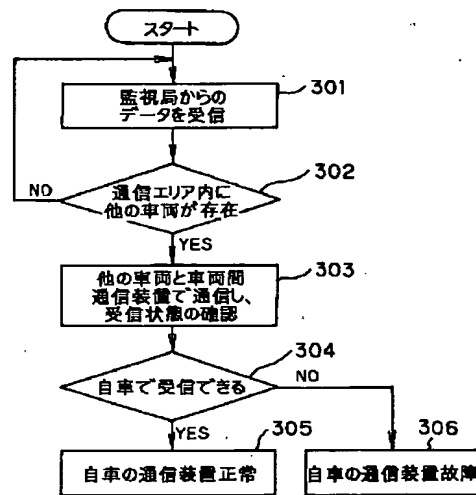 スタート
301
監視局からの
データを受信
302
通信エリア内に
他の車両が存在
NO
YES
303
他の車両と車両間
通信装置で通信し、
受信状態の確認
304
自車で受信できる
NO
YES
305
自車の通信装置正常
306
自車の通信装置故障